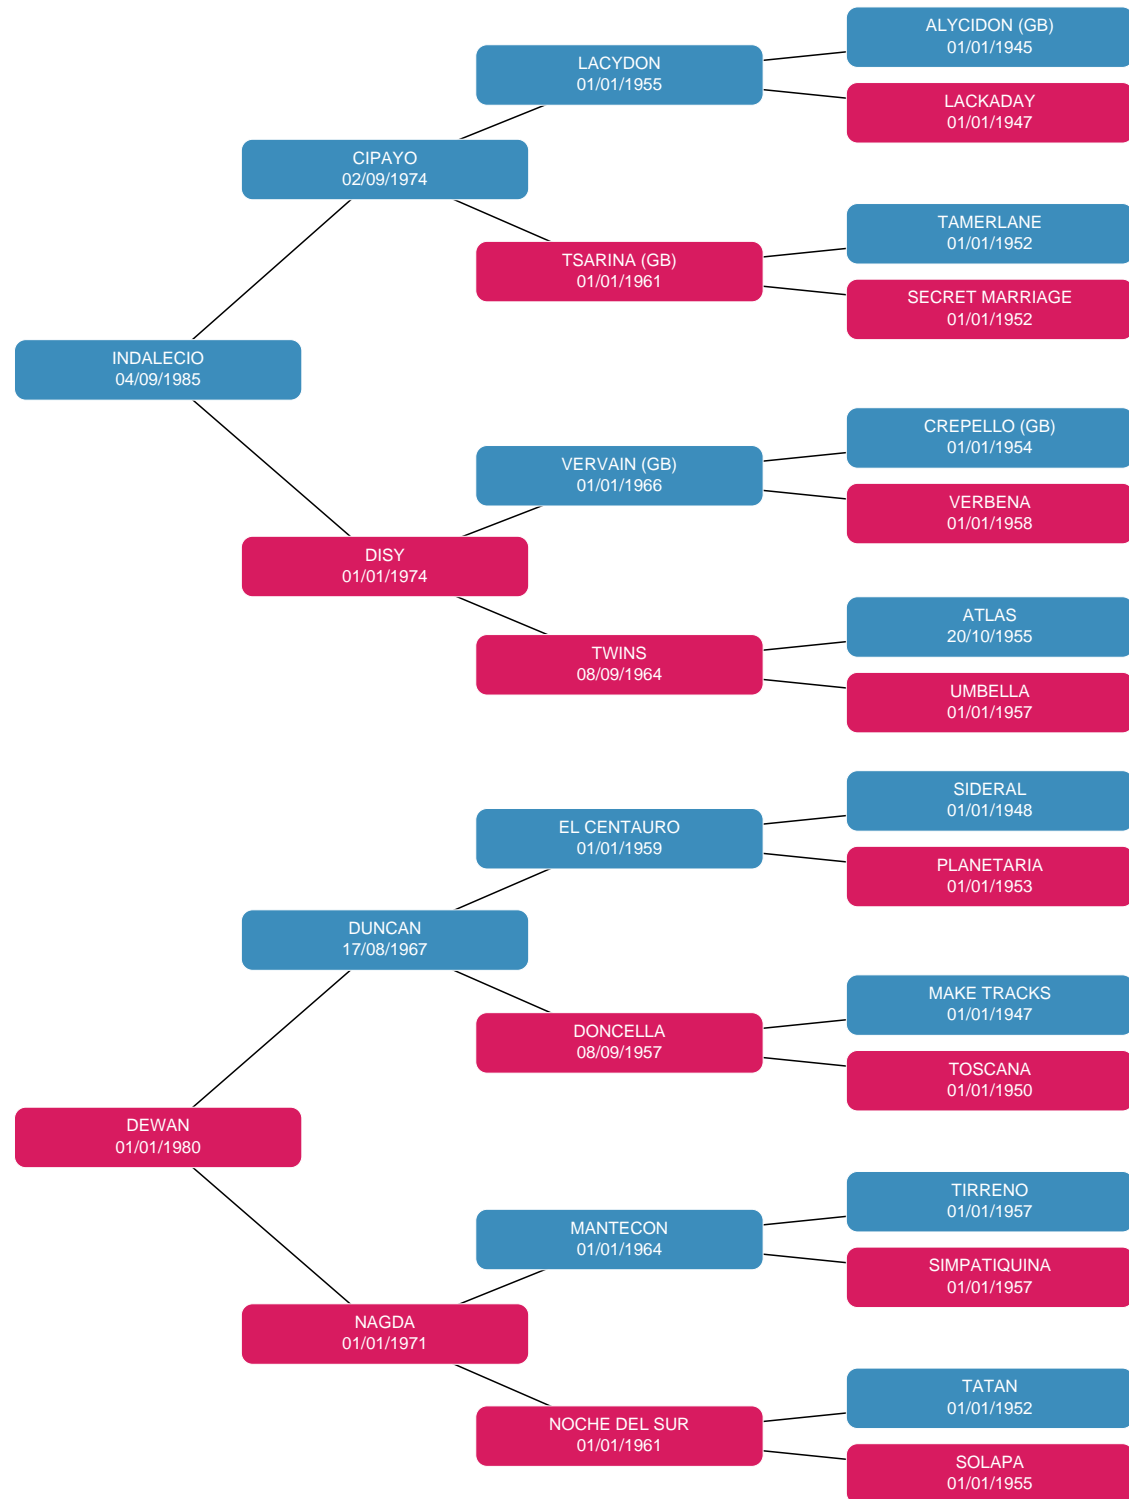 ALYCIDON (GB)
01/01/1945
LACYDON
01/01/1955
LACKADAY
01/01/1947
CIPAYO
02/09/1974
TAMERLANE
01/01/1952
TSARINA (GB)
01/01/1961
SECRET MARRIAGE
01/01/1952
INDALECIO
04/09/1985
CREPELLO (GB)
01/01/1954
VERVAIN (GB)
01/01/1966
VERBENA
01/01/1958
DISY
01/01/1974
ATLAS
20/10/1955
TWINS
08/09/1964
UMBELLA
01/01/1957
SIDERAL
01/01/1948
EL CENTAURO
01/01/1959
PLANETARIA
01/01/1953
DUNCAN
17/08/1967
MAKE TRACKS
01/01/1947
DONCELLA
08/09/1957
TOSCANA
01/01/1950
DEWAN
01/01/1980
TIRRENO
01/01/1957
MANTECON
01/01/1964
SIMPATIQUINA
01/01/1957
NAGDA
01/01/1971
TATAN
01/01/1952
NOCHE DEL SUR
01/01/1961
SOLAPA
01/01/1955